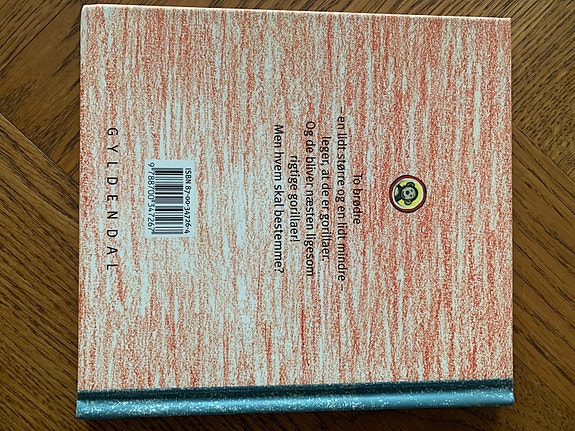 To brødre
– en lidt større og en lidt mindre –
leger, at de er gorillaer.
Og de bliver næsten ligesom
rigtige gorillaer!
Men hvem skal bestemme?
ISBN 87-00-34726-4
9788700347267
GYLDENDAL